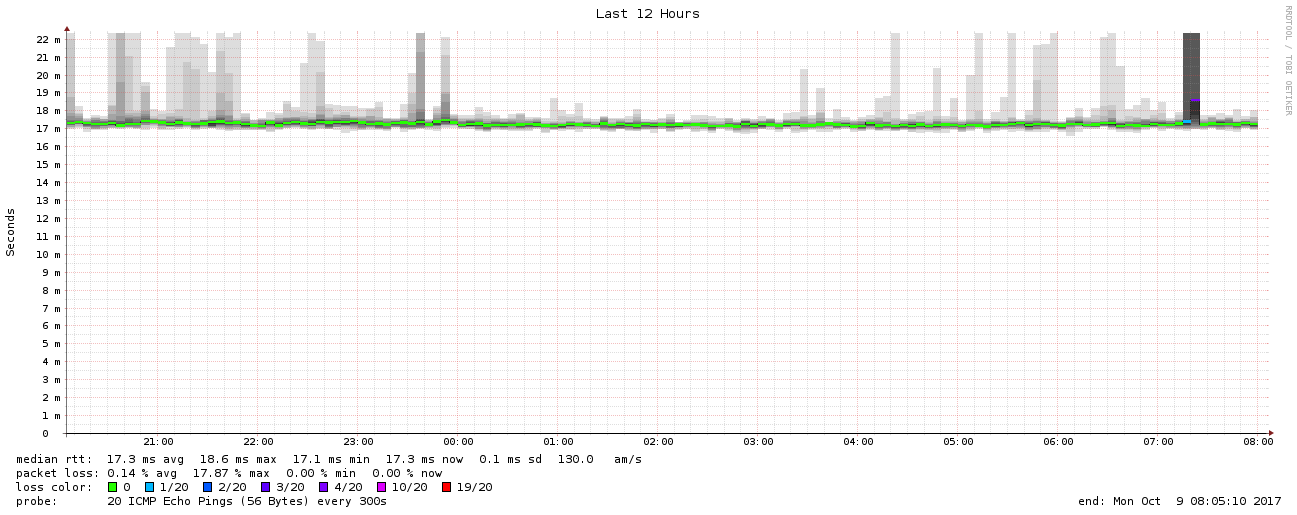 Last 12 Hours
RRDTOOL / TOBI OETIKER
Seconds
22 m
21 m
20 m
19 m
18 m
17 m
16 m
15 m
14 m
13 m
12 m
11 m
10 m
9 m
8 m
7 m
6 m
5 m
4 m
3 m
2 m
1 m
0
21:00 22:00 23:00 00:00 01:00 02:00 03:00 04:00 05:00 06:00 07:00 08:00
median rtt: 17.3 ms avg 18.6 ms max 17.1 ms min 17.3 ms now 0.1 ms sd 130.0 am/s
packet loss: 0.14 % avg 17.87 % max 0.00 % min 0.00 % now
loss color: 0 1/20 2/20 3/20 4/20 10/20 19/20
probe: 20 ICMP Echo Pings (56 Bytes) every 300s end: Mon Oct 9 08:05:10 2017